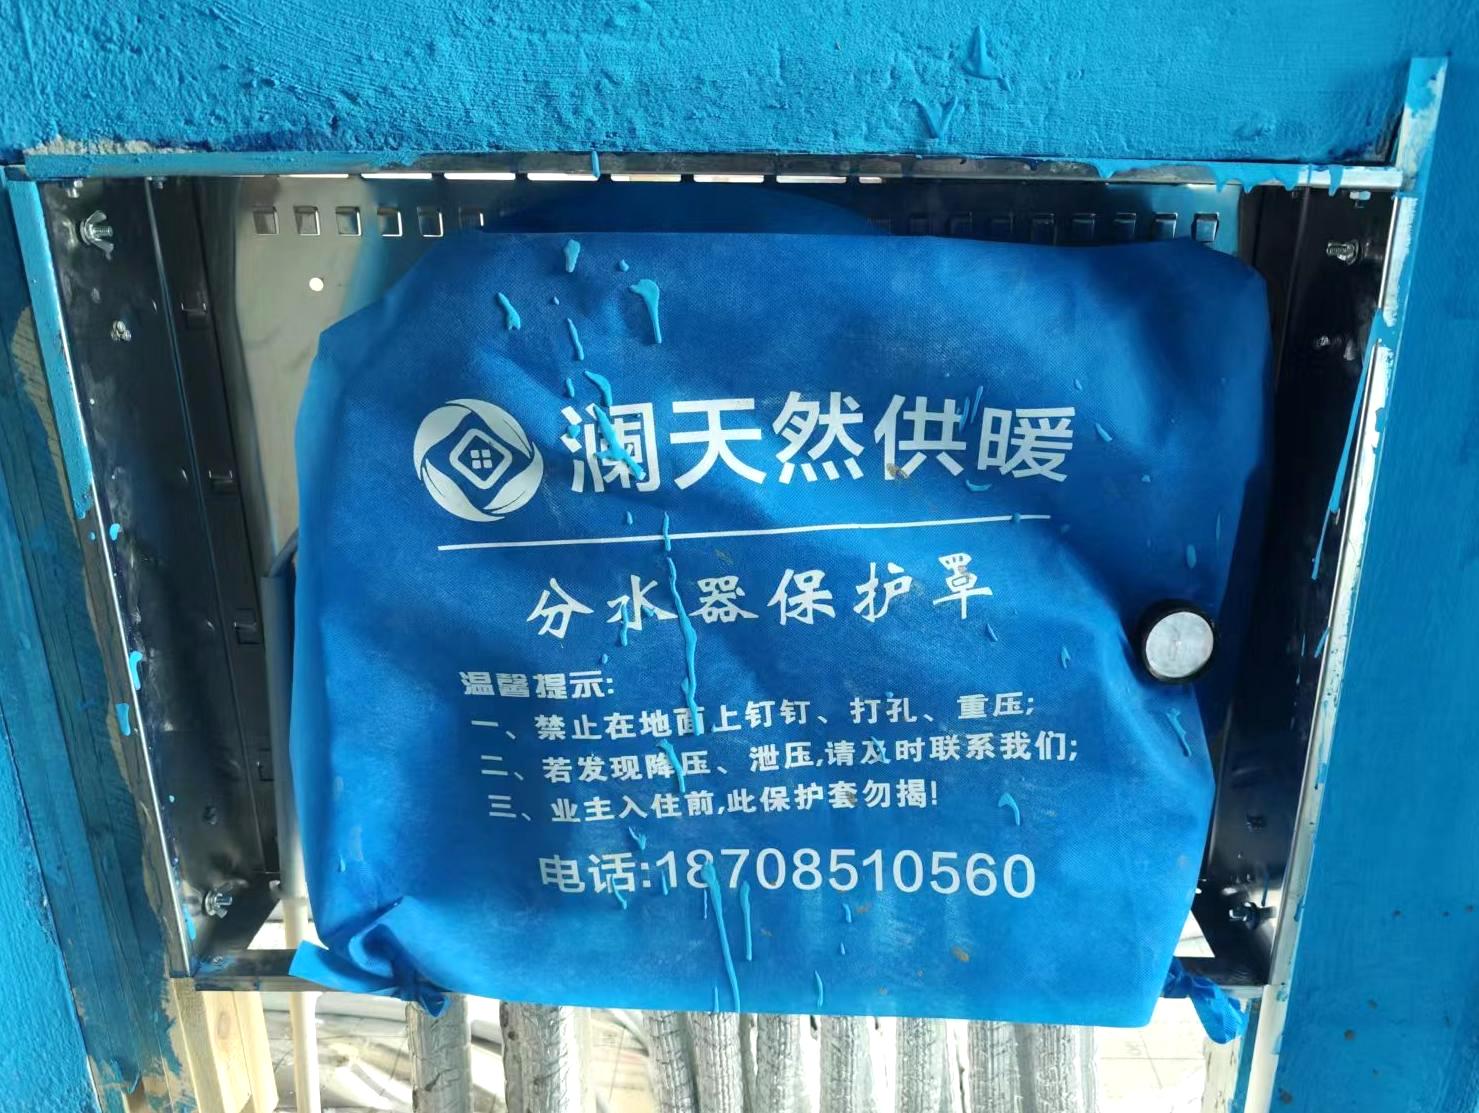 澜天然供暖
分水器保护罩
温馨提示:
一、禁止在地面上钉钉、打孔、重压;
二、若发现降压、泄压,请及时联系我们;
三、业主入住前,此保护套勿揭!
电话:18708510560